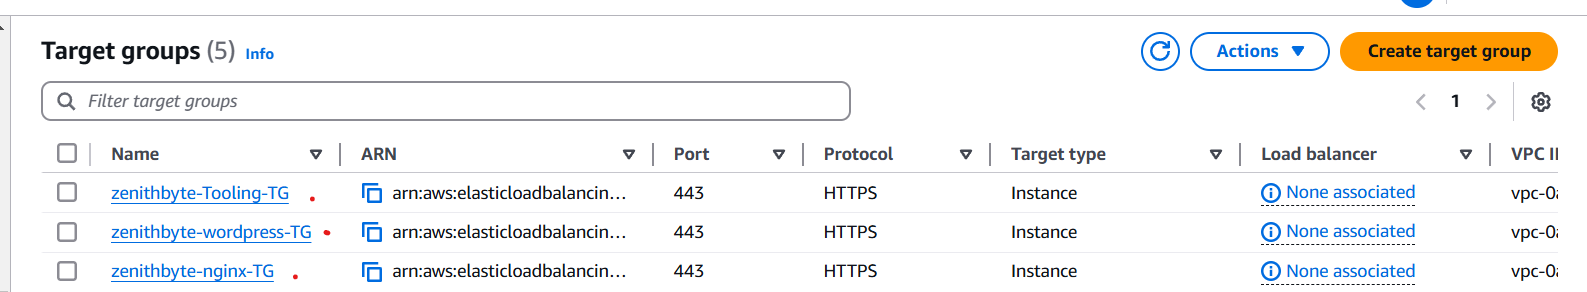 Target groups (5) Info
Actions
Create target group
Filter target groups
1
Name ARN Port Protocol Target type Load balancer VPC I
zenithbyte-Tooling-TG arn:aws:elasticloadbalancin… 443 HTTPS Instance None associated vpc-0
zenithbyte-wordpress-TG arn:aws:elasticloadbalancin… 443 HTTPS Instance None associated vpc-0
zenithbyte-nginx-TG arn:aws:elasticloadbalancin… 443 HTTPS Instance None associated vpc-0